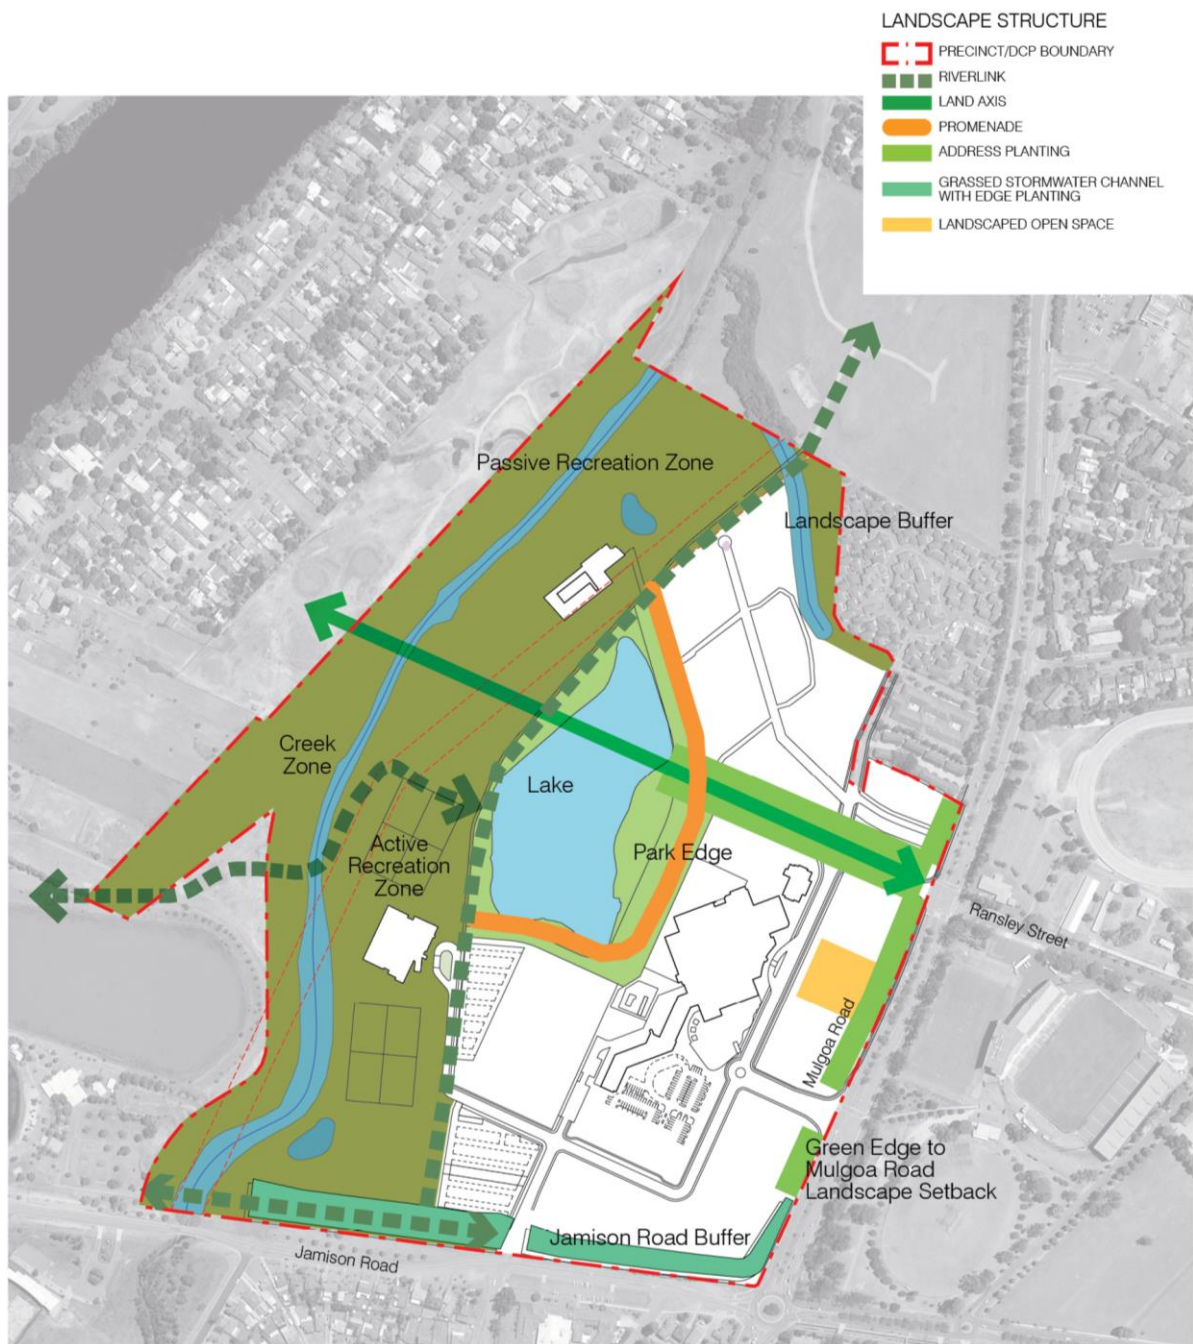 LANDSCAPE STRUCTURE
PRECINCT/DCP BOUNDARY
RIVERLINK
LAND AXIS
PROMENADE
ADDRESS PLANTING
GRASSED STORMWATER CHANNEL
WITH EDGE PLANTING
LANDSCAPED OPEN SPACE
Passive Recreation Zone
Landscape Buffer
Creek
Zone
Lake
Active
Recreation
Zone
Park Edge
Ransley Street
Mulgoa Road
Green Edge to
Mulgoa Road
Landscape Setback
Jamison Road Buffer
Jamison Road